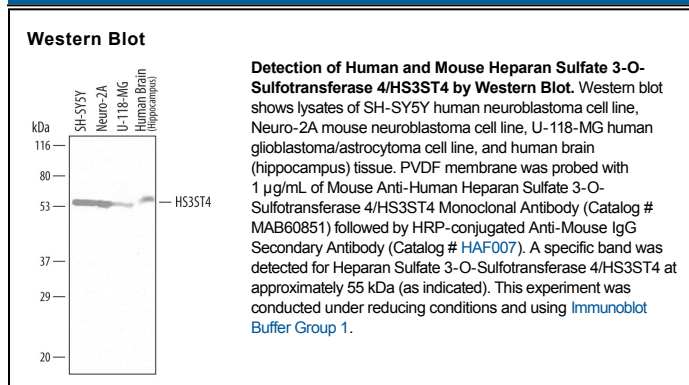 Western Blot
SH-SY5Y
Neuro-2A
U-118-MG
Human Brain
(Hippocampus)
kDa
116
80
53
37
29
20
HS3ST4
Detection of Human and Mouse Heparan Sulfate 3-O-
Sulfotransferase 4/HS3ST4 by Western Blot. Western blot
shows lysates of SH-SY5Y human neuroblastoma cell line,
Neuro-2A mouse neuroblastoma cell line, U-118-MG human
glioblastoma/astrocytoma cell line, and human brain
(hippocampus) tissue. PVDF membrane was probed with
1 µg/mL of Mouse Anti-Human Heparan Sulfate 3-O-
Sulfotransferase 4/HS3ST4 Monoclonal Antibody (Catalog #
MAB60851) followed by HRP-conjugated Anti-Mouse IgG
Secondary Antibody (Catalog # HAF007). A specific band was
detected for Heparan Sulfate 3-O-Sulfotransferase 4/HS3ST4 at
approximately 55 kDa (as indicated). This experiment was
conducted under reducing conditions and using Immunoblot
Buffer Group 1.